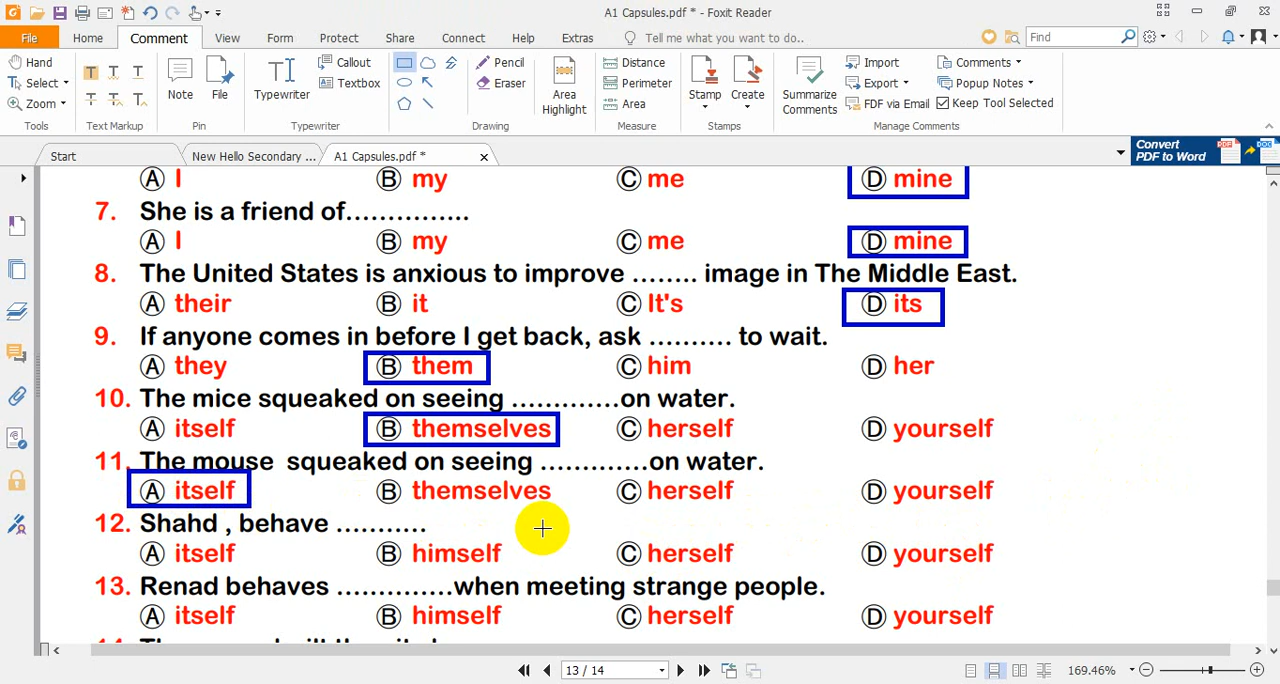 A1 Capsules.pdf * - Foxit Reader
File Home Comment View Form Protect Share Connect Help Extras Tell me what you want to do.. Find
Hand Select Zoom
Tools
Text Markup
Note File
Pin
Typewriter Callout Textbox
Typewriter
Pencil Eraser
Drawing
Area Highlight
Distance Perimeter Area
Measure
Stamp Create
Stamps
Summarize Comments Import Export FDF via Email Comments Popup Notes Keep Tool Selected
Manage Comments
Start New Hello Secondary ... A1 Capsules.pdf * Convert PDF to Word
Ⓐ I Ⓑ my Ⓒ me Ⓓ mine
7. She is a friend of……………
Ⓐ I Ⓑ my Ⓒ me Ⓓ mine
8. The United States is anxious to improve …….. image in The Middle East.
Ⓐ their Ⓑ it Ⓒ It's Ⓓ its
9. If anyone comes in before I get back, ask ………. to wait.
Ⓐ they Ⓑ them Ⓒ him Ⓓ her
10. The mice squeaked on seeing ………….on water.
Ⓐ itself Ⓑ themselves Ⓒ herself Ⓓ yourself
11. The mouse squeaked on seeing ………….on water.
Ⓐ itself Ⓑ themselves Ⓒ herself Ⓓ yourself
12. Shahd , behave ………..
Ⓐ itself Ⓑ himself Ⓒ herself Ⓓ yourself
13. Renad behaves …………..when meeting strange people.
Ⓐ itself Ⓑ himself Ⓒ herself Ⓓ yourself
13 / 14 169.46%